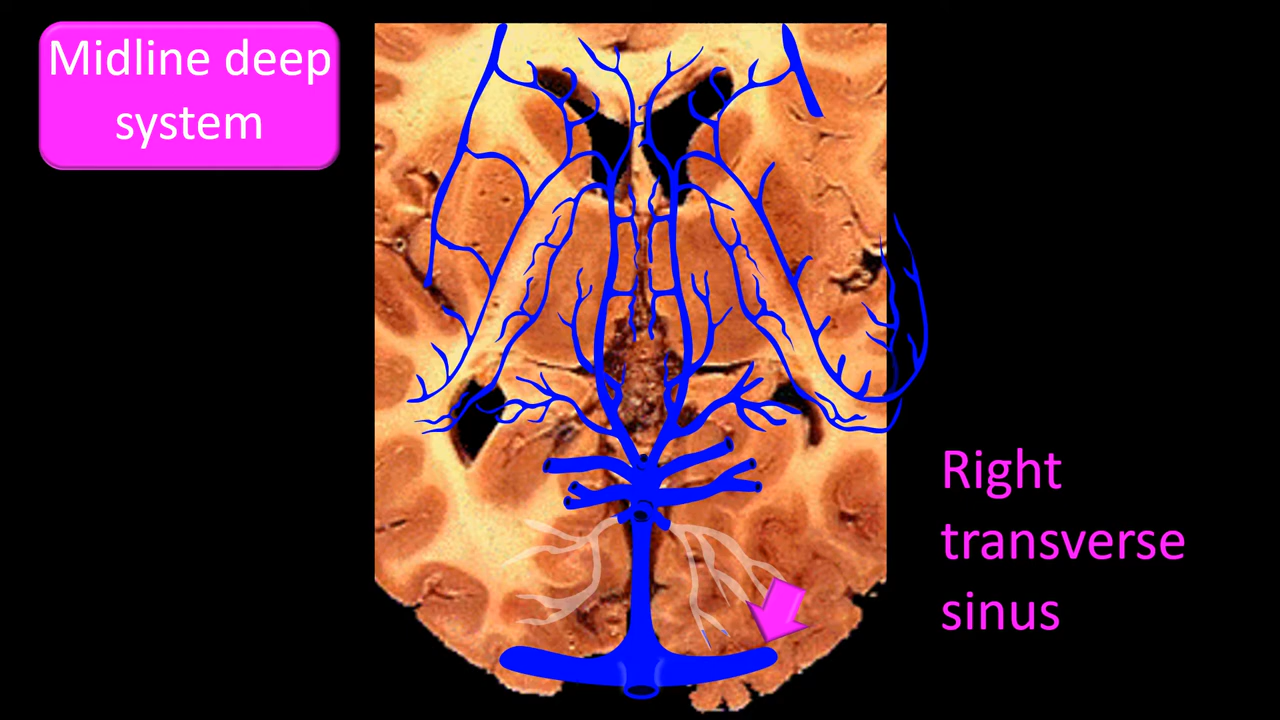 Midline deep
system
Right
transverse
sinus